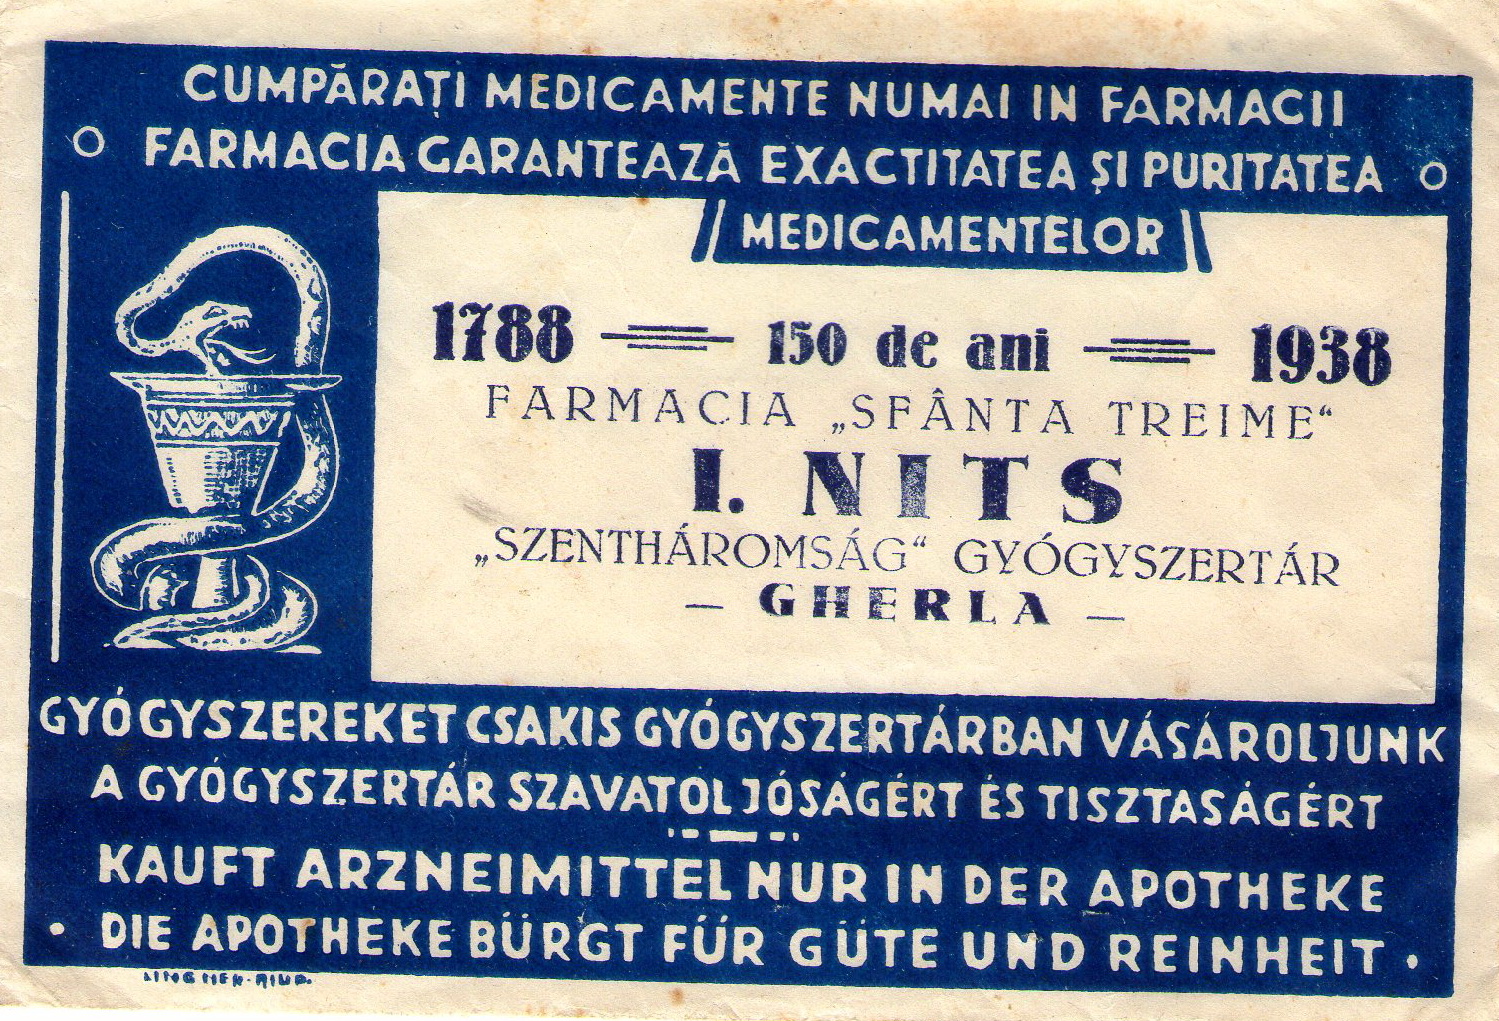 CUMPĂRAȚI MEDICAMENTE NUMAI IN FARMACII
FARMACIA GARANTEAZĂ EXACTITATEA ȘI PURITATEA
MEDICAMENTELOR
1788 150 de ani 1938
FARMACIA „SFÂNTA TREIME“
I. NITS
„SZENTHÁROMSÁG“ GYÓGYSZERTÁR
— GHERLA —
GYÓGYSZEREKET CSAKIS GYÓGYSZERTÁRBAN VÁSÁROLJUNK
A GYÓGYSZERTÁR SZAVATOL JÓSÁGÉRT ÉS TISZTASÁGÉRT
KAUFT ARZNEIMITTEL NUR IN DER APOTHEKE
• DIE APOTHEKE BÜRGT FÜR GÜTE UND REINHEIT •